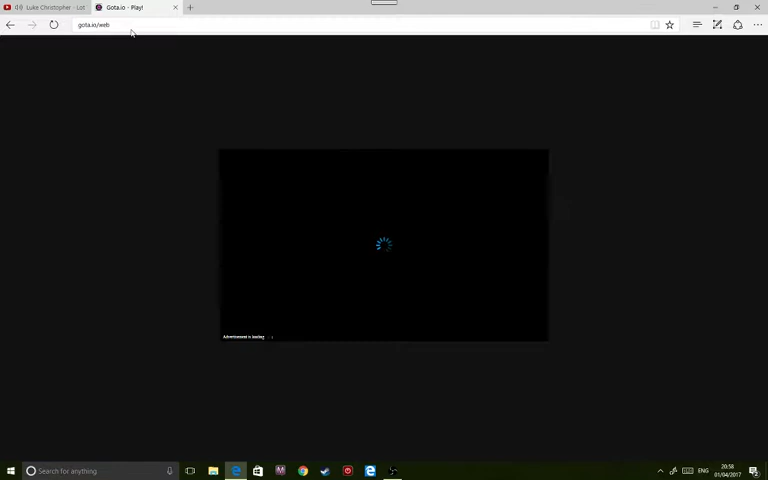 Luke Christopher - Lot
Gota.io - Play!
gota.io/web
Advertisement is loading
Search for anything
ENG
20:58
01/04/2017